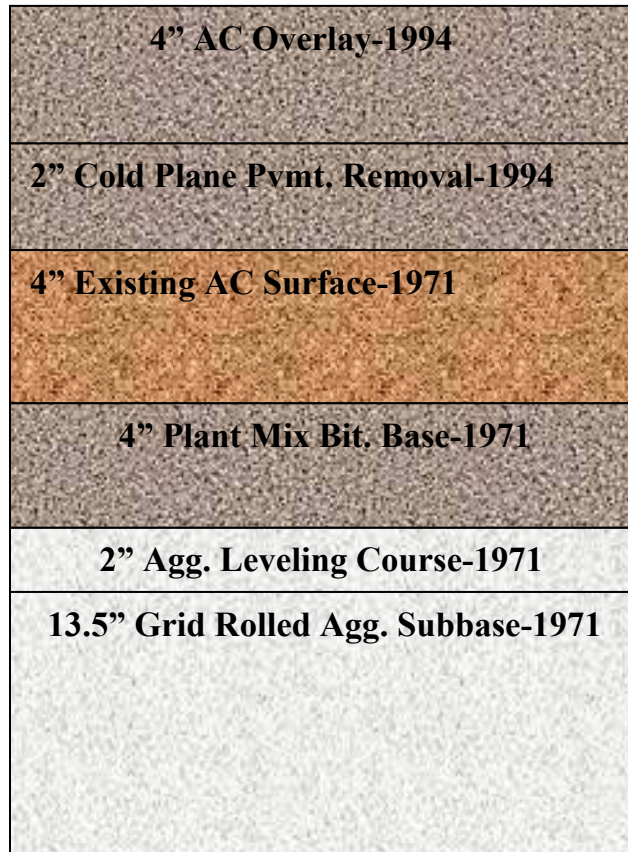 4” AC Overlay-1994
2” Cold Plane Pvmt. Removal-1994
4” Existing AC Surface-1971
4” Plant Mix Bit. Base-1971
2” Agg. Leveling Course-1971
13.5” Grid Rolled Agg. Subbase-1971